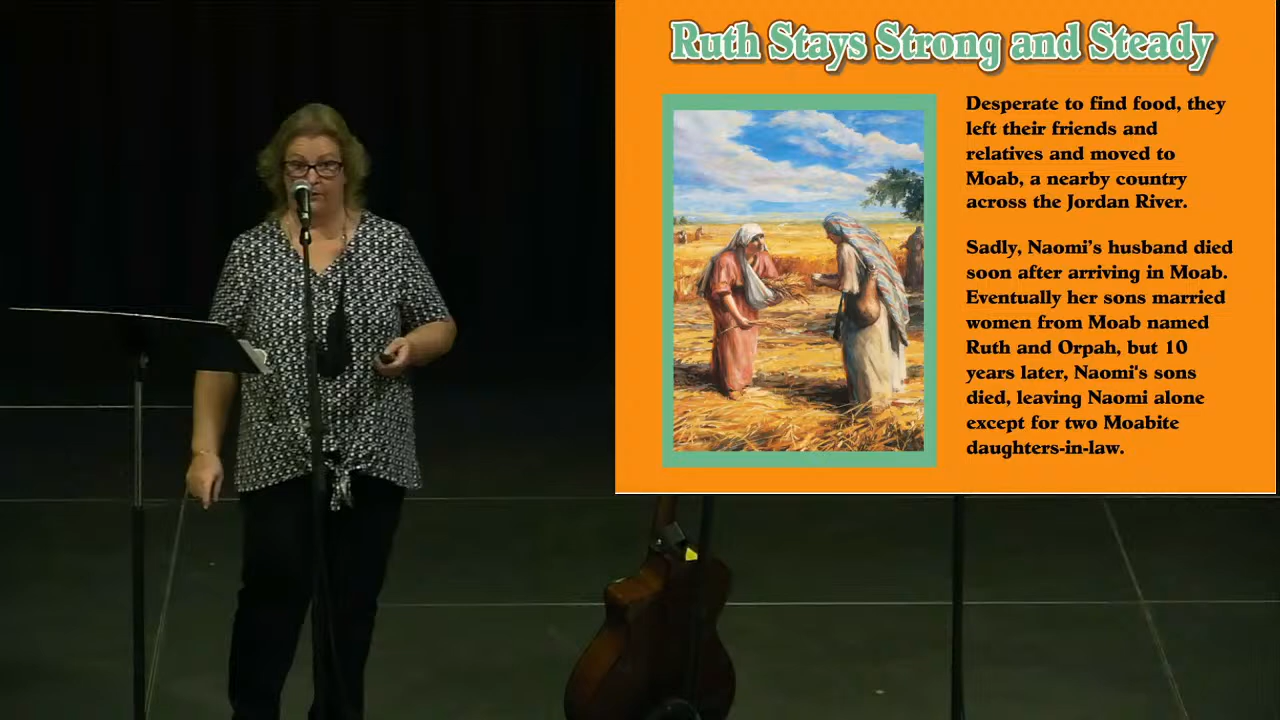 Ruth Stays Strong and Steady
Desperate to find food, they
left their friends and
relatives and moved to
Moab, a nearby country
across the Jordan River.
Sadly, Naomi's husband died
soon after arriving in Moab.
Eventually her sons married
women from Moab named
Ruth and Orpah, but 10
years later, Naomi's sons
died, leaving Naomi alone
except for two Moabite
daughters-in-law.